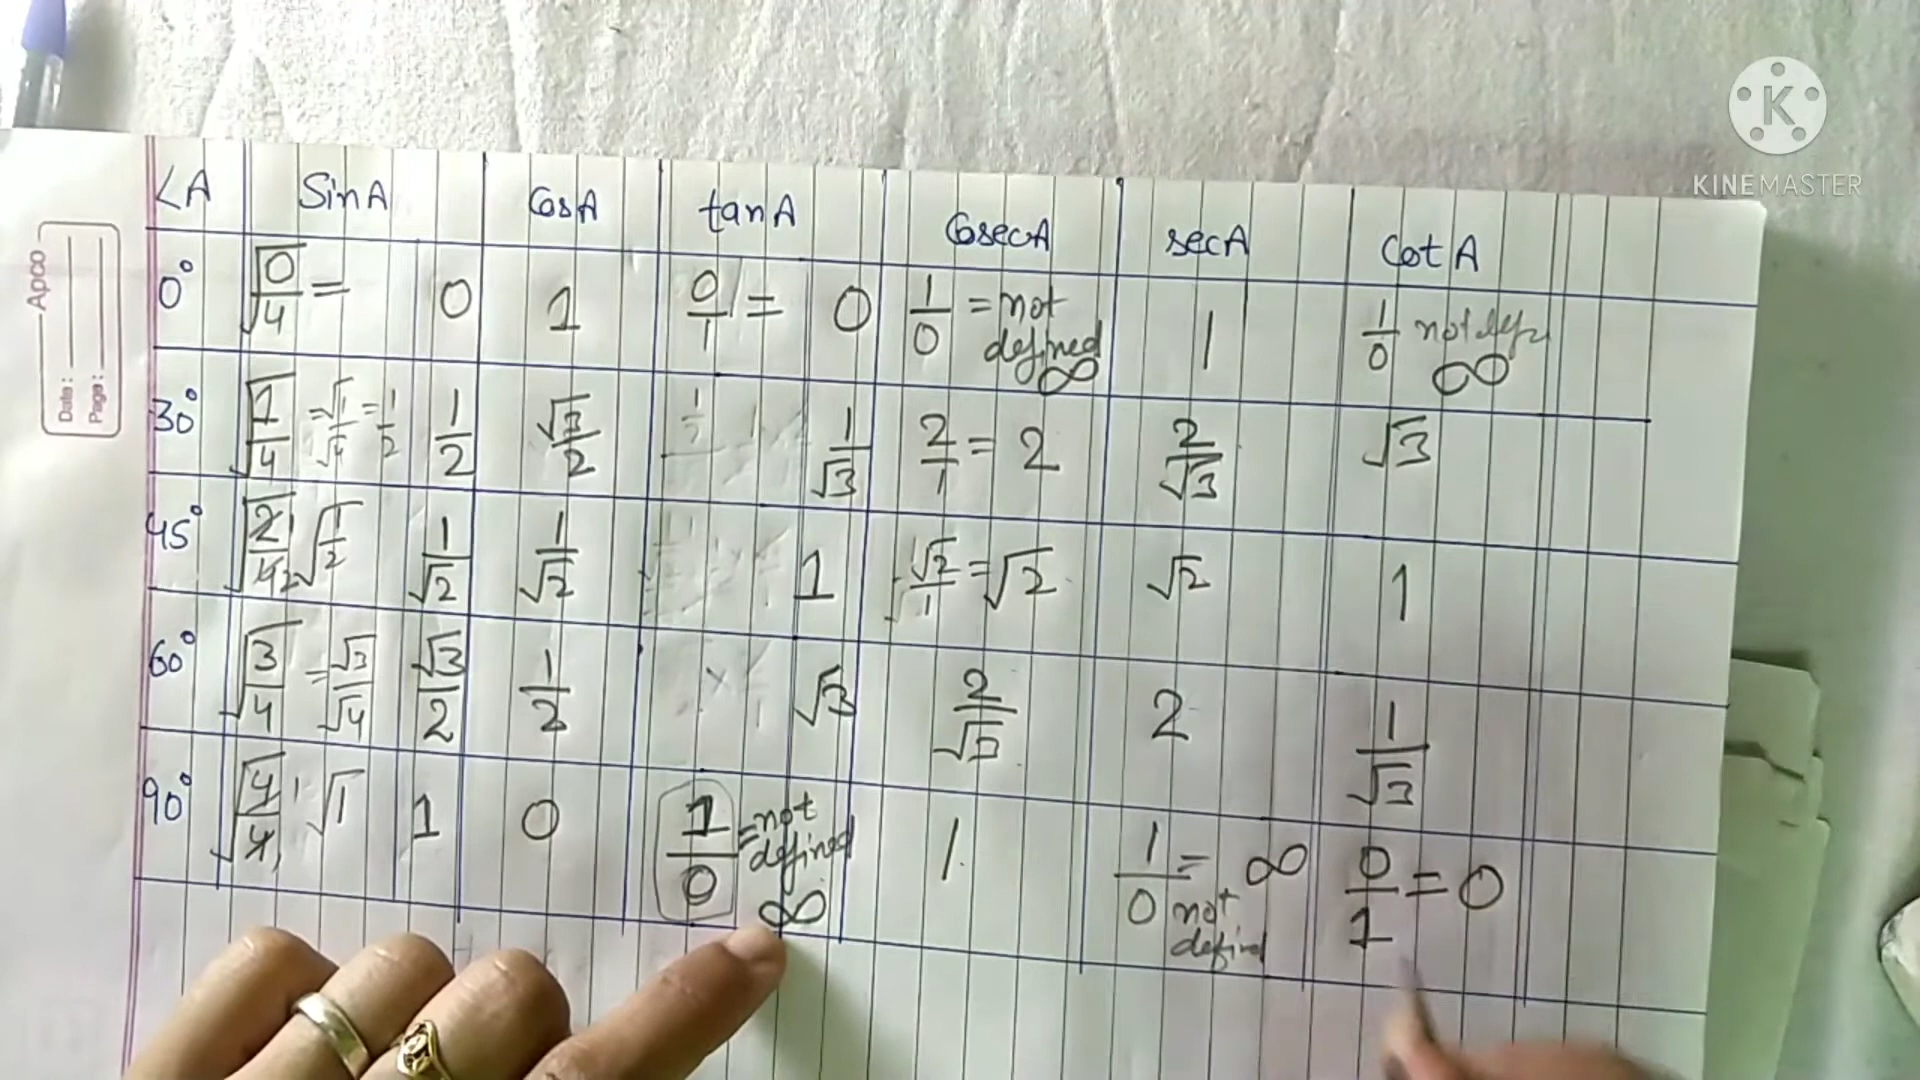 KINEMASTER
Apco
Date :
Page :
∠A SinA CosA tanA CosecA secA Cot A
0° √0/4 = 0 1 0/1 = 0 1/0 = not defined ∞ 1 1/0 ∞
30° √1/4 = √1/√4 = 1/2 1/2 √3/2 1/√3 2/1 = 2 2/√3 √3
45° √2/4 1 2 √1/2 1/√2 1/√2 1 √2/1 = √2 √2 1
60° √3/4 = √3/√4 √3/2 1/2 √3 2/√3 2 1/√3
90° √4/4 1 1 √1 1 0 1/0 = not defined ∞ 1 1/0 = ∞ not 0/1 = 0